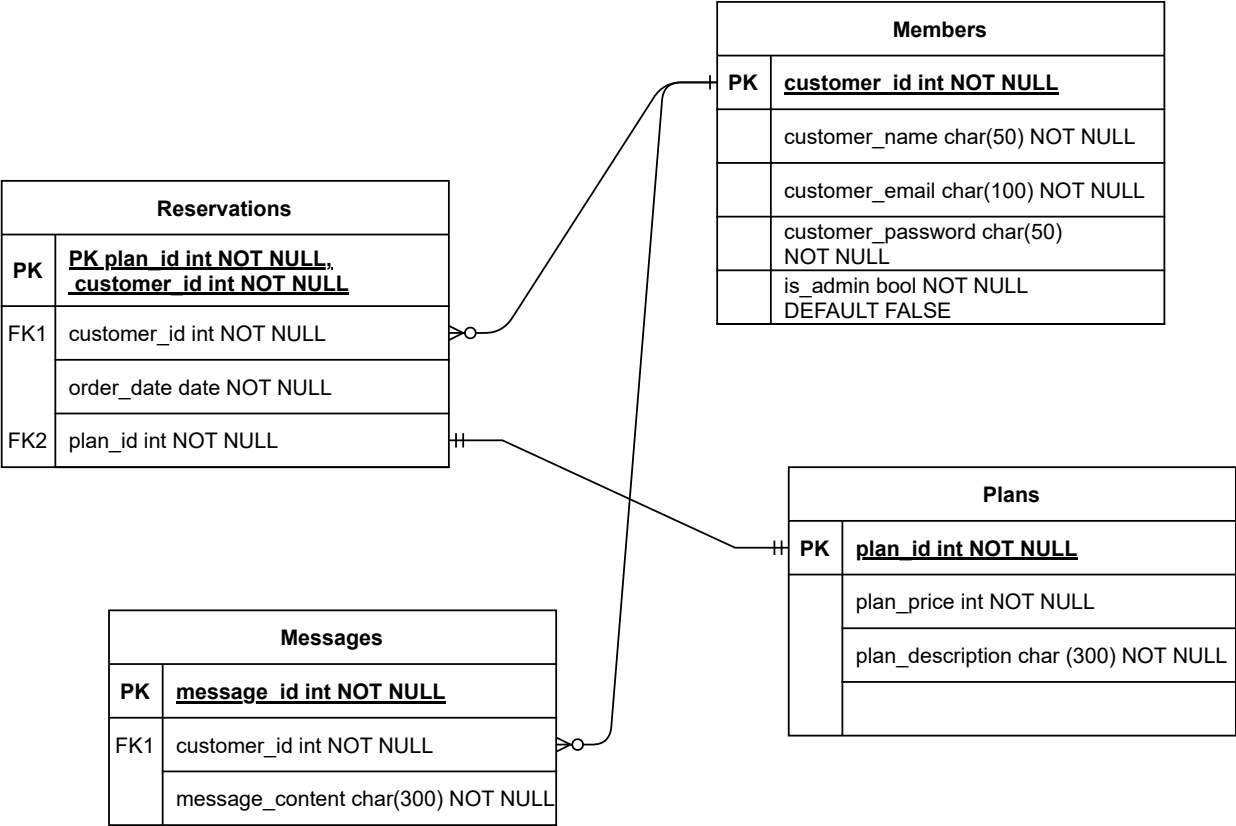 Members
PK customer_id int NOT NULL
customer_name char(50) NOT NULL
customer_email char(100) NOT NULL
customer_password char(50)
NOT NULL
is_admin bool NOT NULL
DEFAULT FALSE
Reservations
PK PK plan_id int NOT NULL,
customer_id int NOT NULL
FK1 customer_id int NOT NULL
order_date date NOT NULL
FK2 plan_id int NOT NULL
Plans
PK plan_id int NOT NULL
plan_price int NOT NULL
plan_description char (300) NOT NULL
Messages
PK message_id int NOT NULL
FK1 customer_id int NOT NULL
message_content char(300) NOT NULL